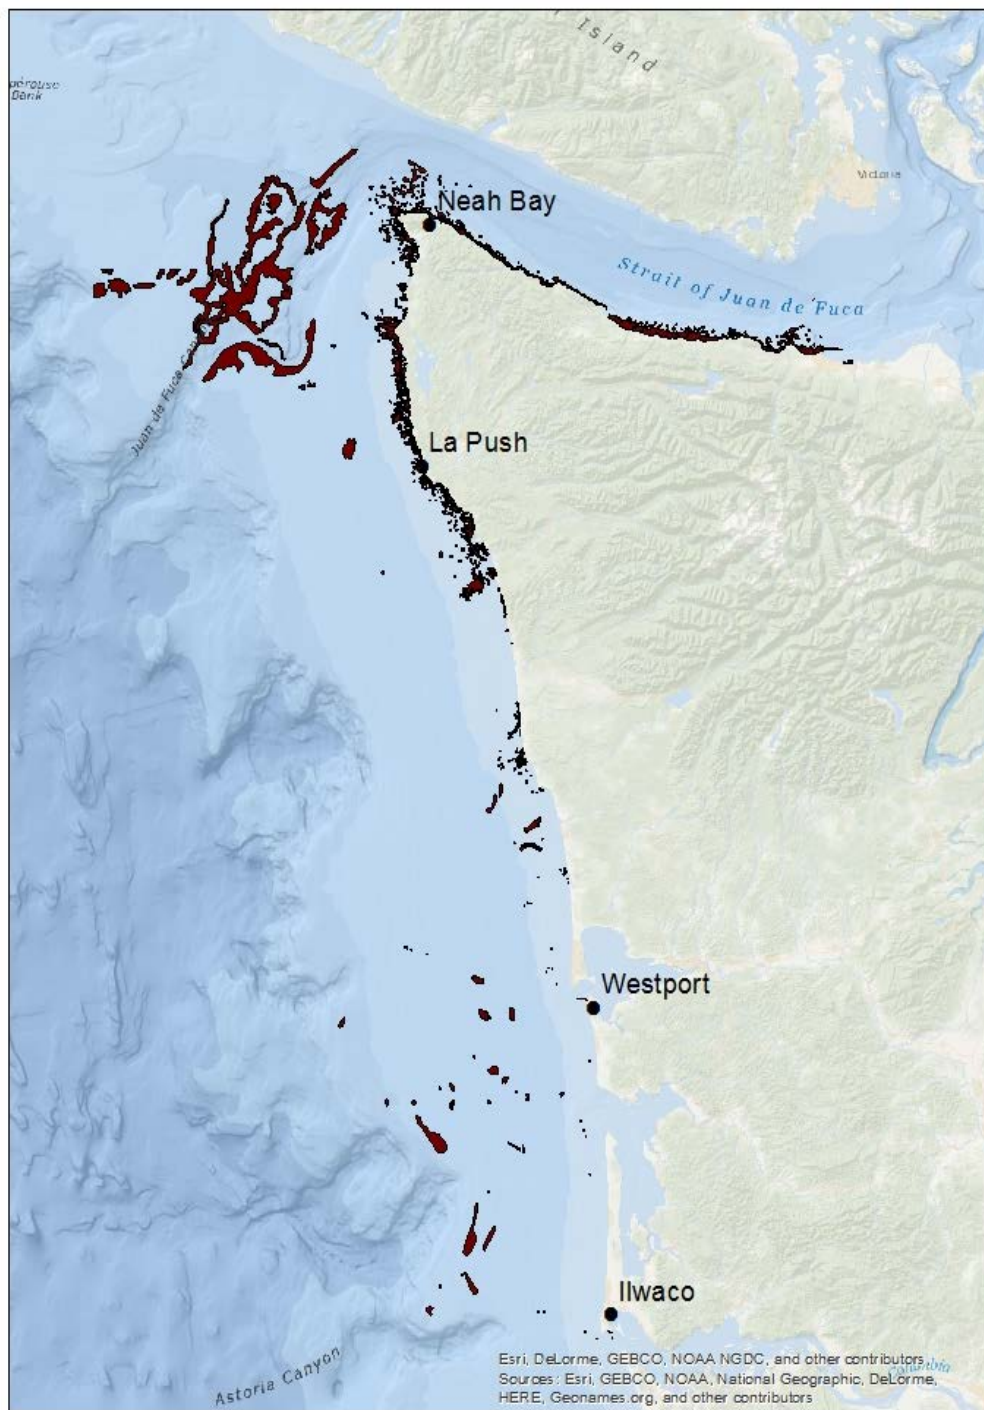 Island
Bank
Victoria
Neah Bay
Strait of Juan de Fuca
Juan de Fuca
La Push
Westport
Ilwaco
Astoria Canyon
Columbia
Esri, DeLorme, GEBCO, NOAA NGDC, and other contributors
Sources: Esri, GEBCO, NOAA, National Geographic, DeLorme,
HERE, Geonames.org, and other contributors